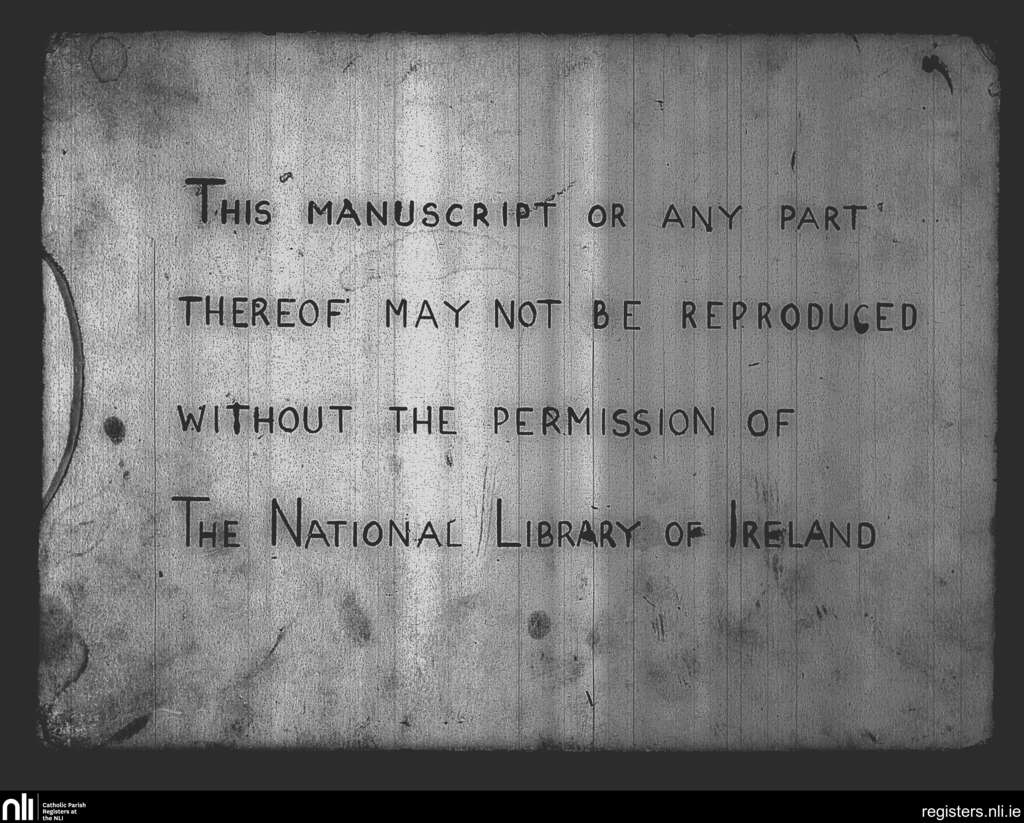 This manuscript or any part
thereof may not be reproduced
without the permission of
The National Library of Ireland
nli
Catholic Parish
Registers at
the NLI
registers.nli.ie